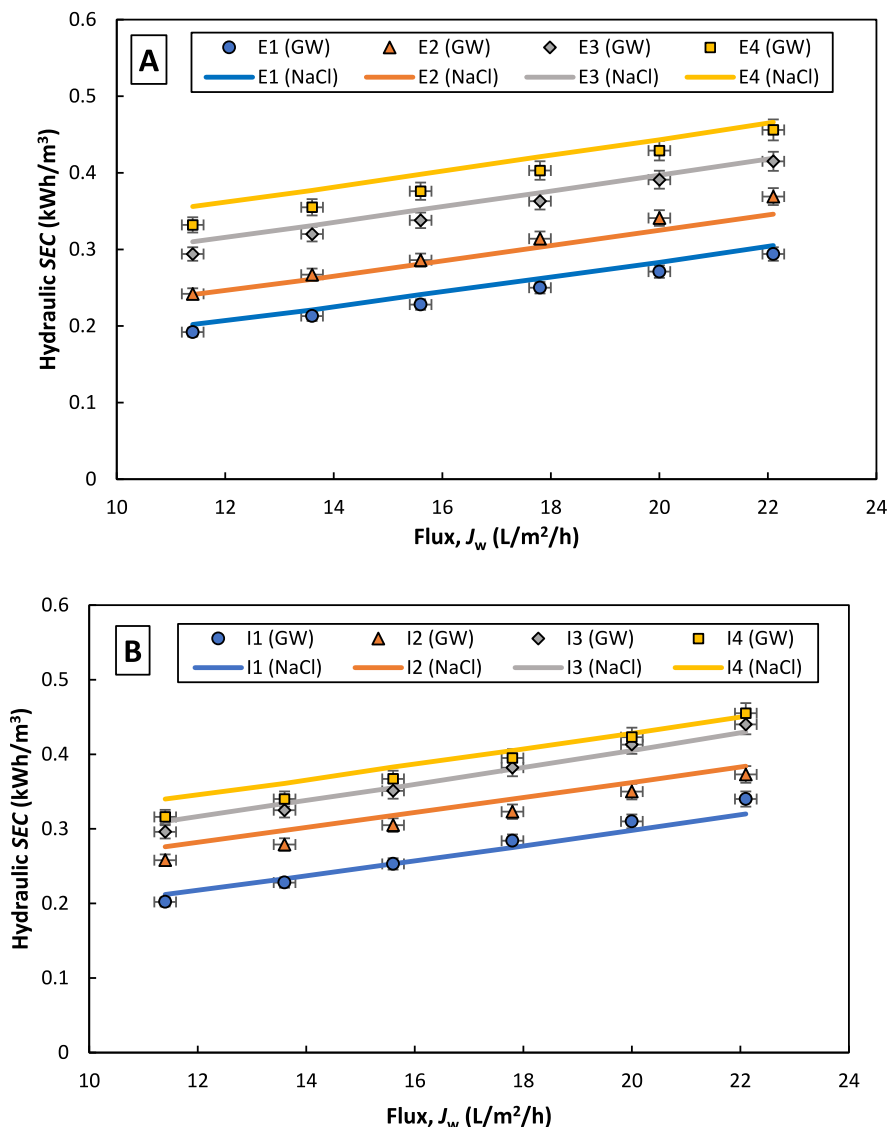 A
E1 (GW) E2 (GW) E3 (GW) E4 (GW)
E1 (NaCl) E2 (NaCl) E3 (NaCl) E4 (NaCl)
Hydraulic SEC (kWh/m³)
0.6
0.5
0.4
0.3
0.2
0.1
0
10 12 14 16 18 20 22 24
Flux, Jw (L/m²/h)
B
I1 (GW) I2 (GW) I3 (GW) I4 (GW)
I1 (NaCl) I2 (NaCl) I3 (NaCl) I4 (NaCl)
Hydraulic SEC (kWh/m³)
0.6
0.5
0.4
0.3
0.2
0.1
0
10 12 14 16 18 20 22 24
Flux, Jw (L/m²/h)